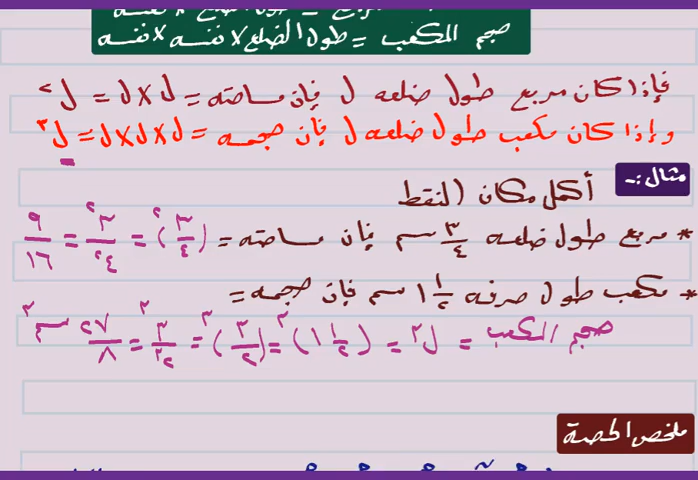 حجم المكعب = طول الضلع × نفسه × نفسه
فإذا كان مربع طول ضلعه ل فإن مساحته = ل × ل = ل٢
وإذا كان مكعب طول ضلعه ل فإن حجمه = ل × ل × ل = ل٣
مثال:-
أكمل مكان النقط
* مربع طول ضلعه ٣/٤ سم فإن مساحته = (٣/٤)٢ = ٣٢/٤٢ = ٩/١٦
* مكعب طول حرفه ١ ١/٢ سم فإن حجمه =
حجم المكعب = ل٣ = (١ ١/٢)٣ = (٣/٢)٣ = ٣٣/٢٣ = ٢٧/٨ سم٣
ملخص الحصة